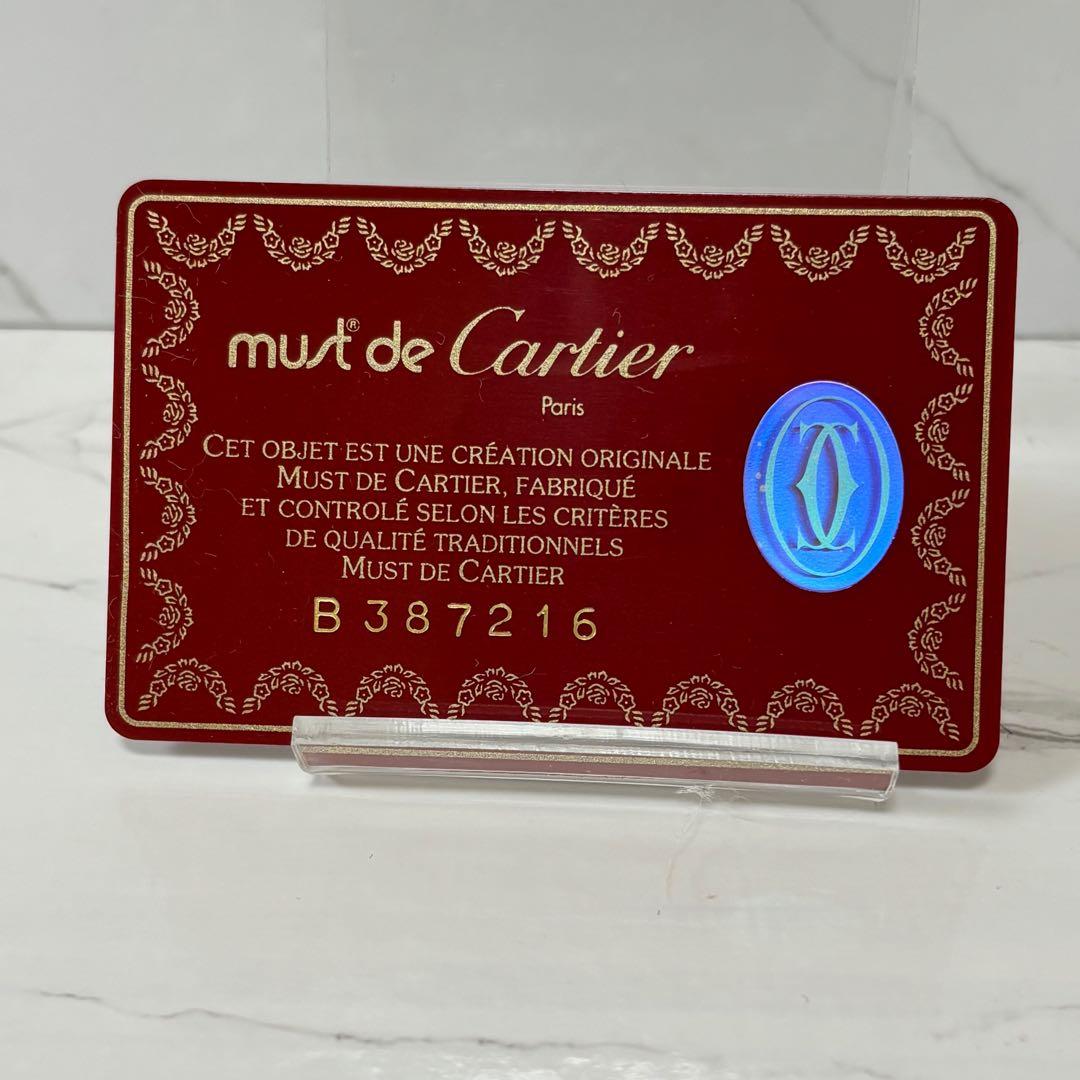 must® de Cartier
Paris
CET OBJET EST UNE CRÉATION ORIGINALE
MUST DE CARTIER, FABRIQUÉ
ET CONTROLÉ SELON LES CRITÈRES
DE QUALITÉ TRADITIONNELS
MUST DE CARTIER
B387216